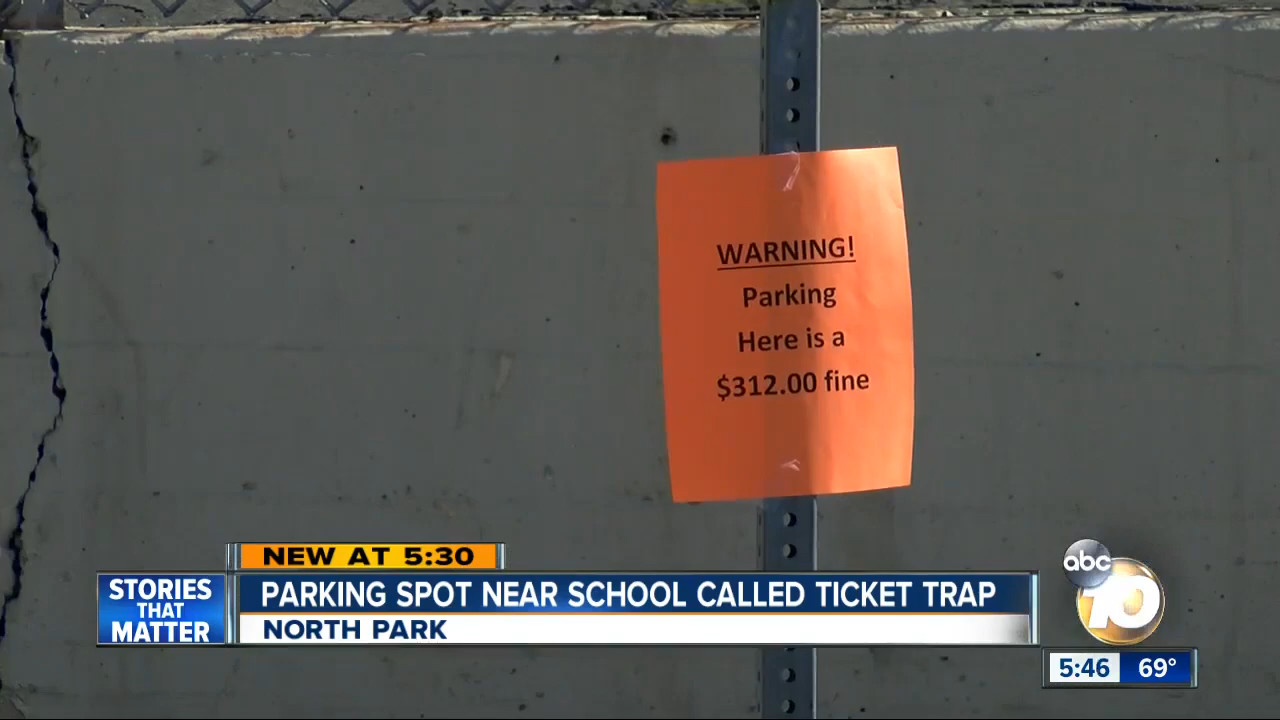 WARNING!
Parking
Here is a
$312.00 fine
NEW AT 5:30
STORIES
THAT
MATTER
PARKING SPOT NEAR SCHOOL CALLED TICKET TRAP
NORTH PARK
abc
10
5:46 69°